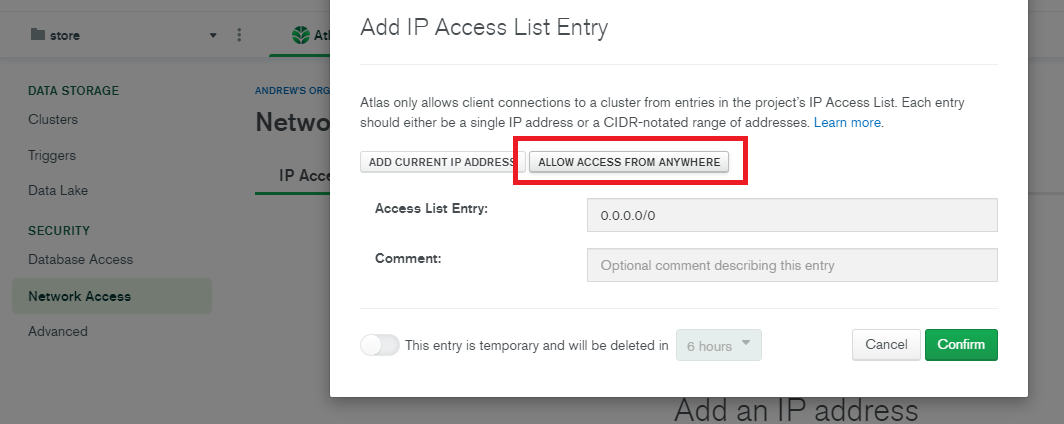 store
Atl
DATA STORAGE
Clusters
Triggers
Data Lake
SECURITY
Database Access
Network Access
Advanced
ANDREW'S ORG
Netwo
IP Acce
Add IP Access List Entry
Atlas only allows client connections to a cluster from entries in the project's IP Access List. Each entry
should either be a single IP address or a CIDR-notated range of addresses. Learn more.
ADD CURRENT IP ADDRESS
ALLOW ACCESS FROM ANYWHERE
Access List Entry:
0.0.0.0/0
Comment:
Optional comment describing this entry
This entry is temporary and will be deleted in
6 hours
Cancel
Confirm
Add an IP address